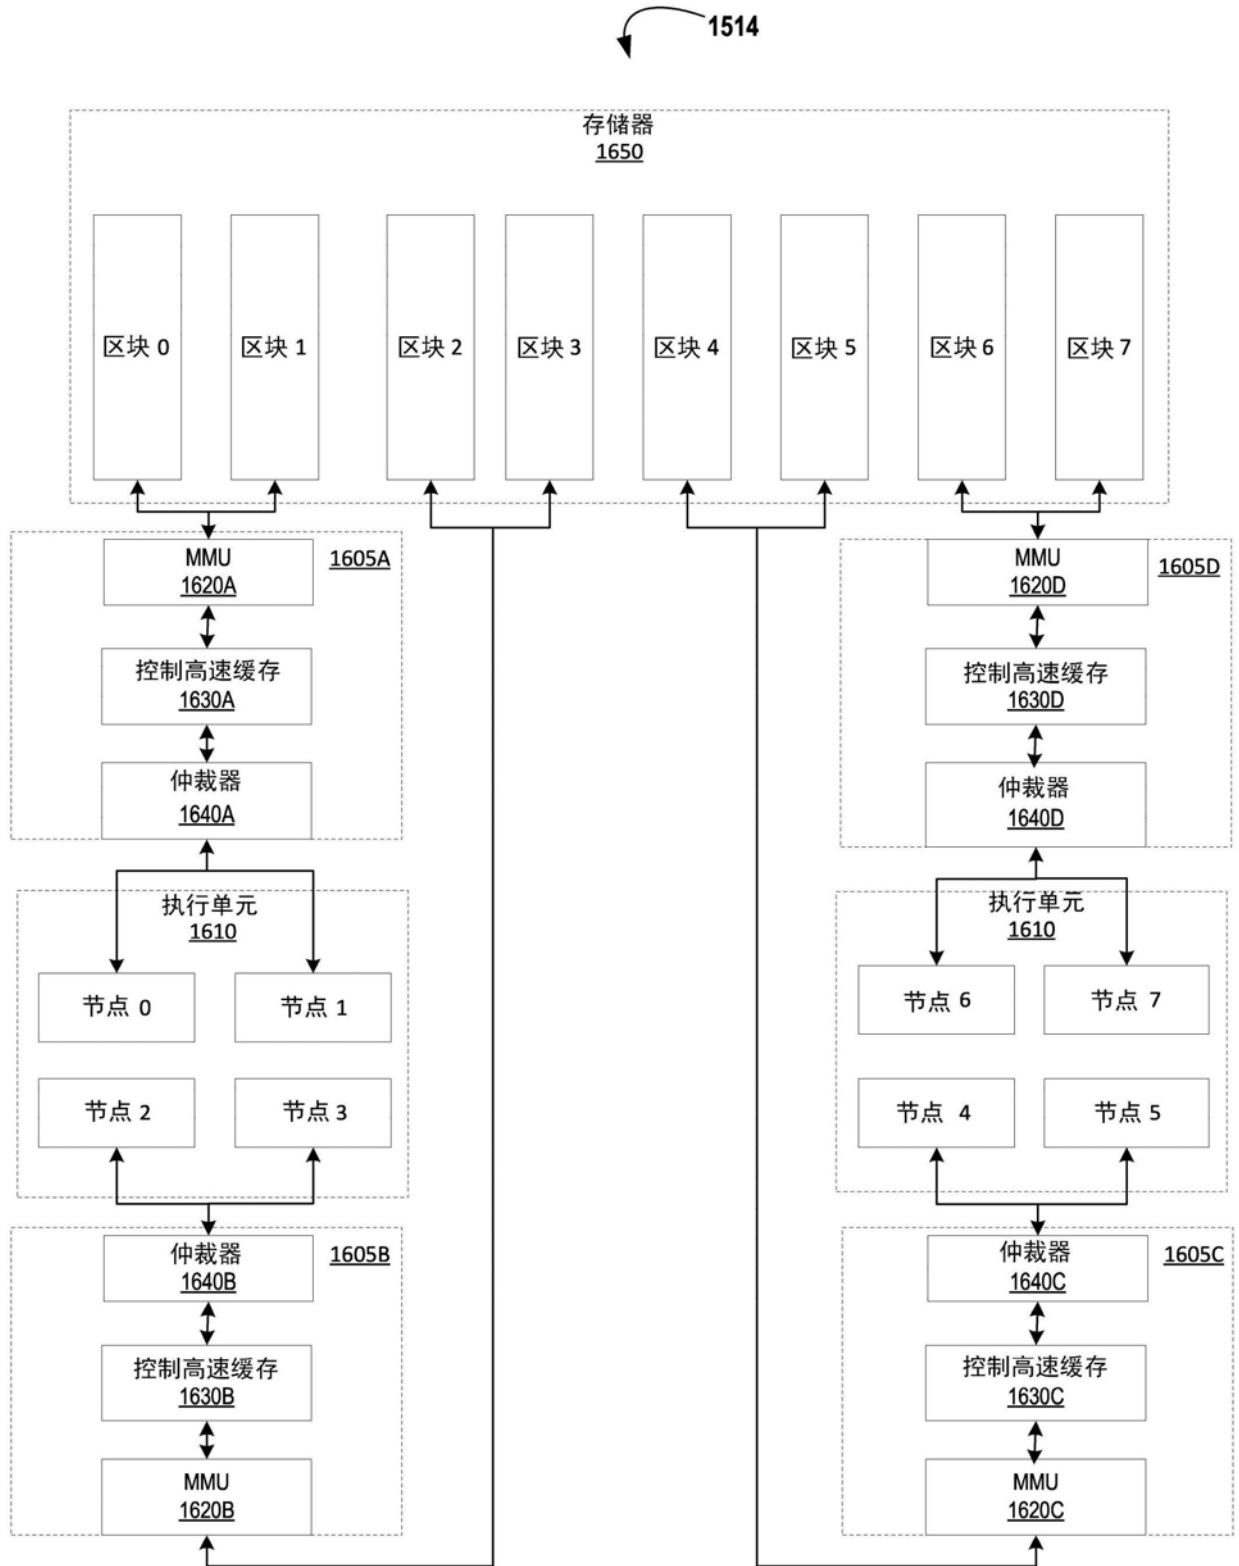 1514
存储器
1650
区块 0
区块 1
区块 2
区块 3
区块 4
区块 5
区块 6
区块 7
MMU
1620A
1605A
控制高速缓存
1630A
仲裁器
1640A
MMU
1620D
1605D
控制高速缓存
1630D
仲裁器
1640D
执行单元
1610
节点 0
节点 1
节点 2
节点 3
执行单元
1610
节点 6
节点 7
节点 4
节点 5
仲裁器
1640B
1605B
控制高速缓存
1630B
MMU
1620B
仲裁器
1640C
1605C
控制高速缓存
1630C
MMU
1620C